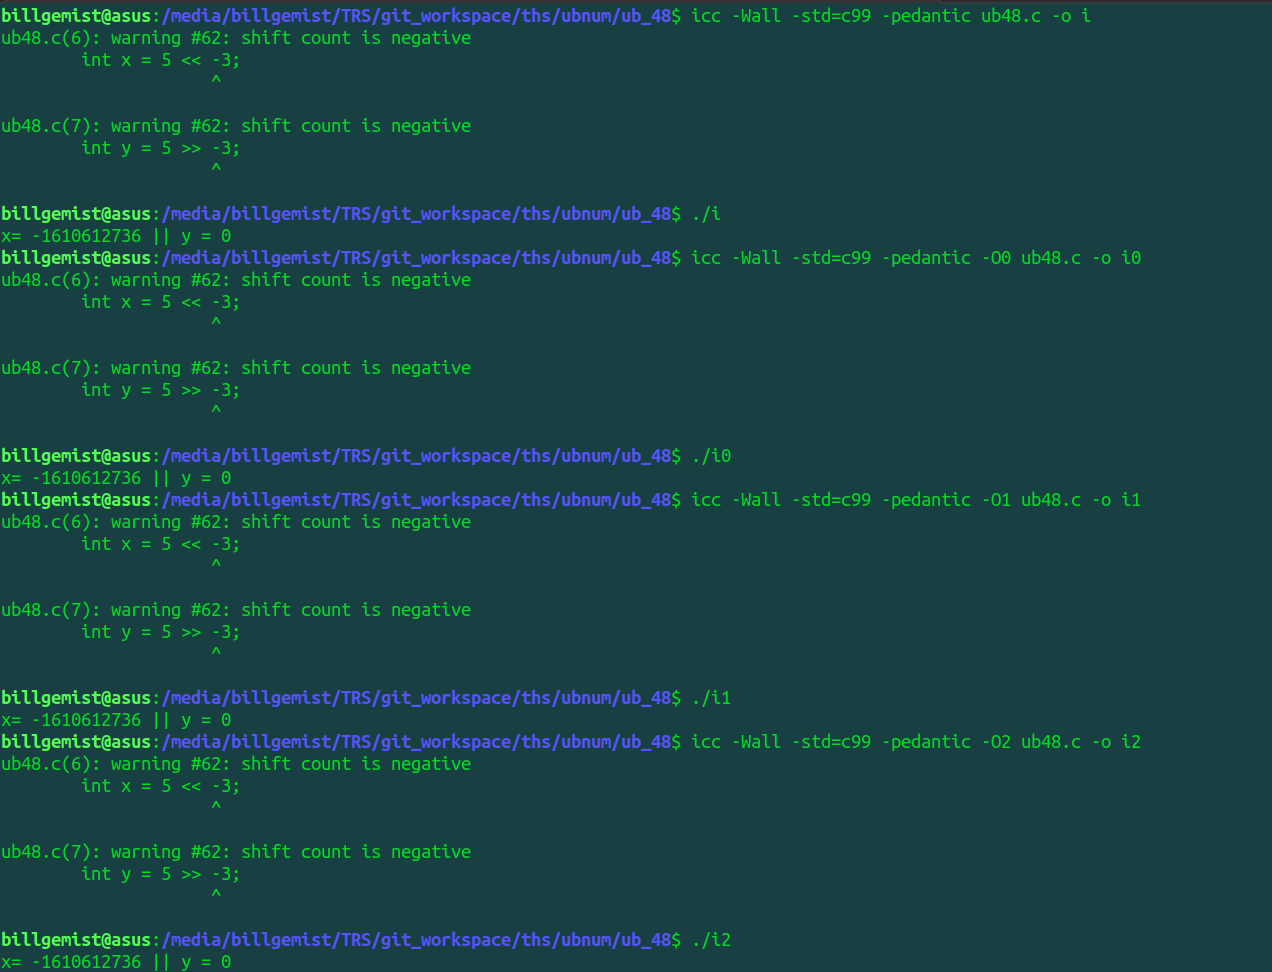 billgemist@asus:/media/billgemist/TRS/git_workspace/ths/ubnum/ub_48$ icc -Wall -std=c99 -pedantic ub48.c -o i
ub48.c(6): warning #62: shift count is negative
        int x = 5 << -3;
                     ^

ub48.c(7): warning #62: shift count is negative
        int y = 5 >> -3;
                     ^

billgemist@asus:/media/billgemist/TRS/git_workspace/ths/ubnum/ub_48$ ./i
x= -1610612736 || y = 0
billgemist@asus:/media/billgemist/TRS/git_workspace/ths/ubnum/ub_48$ icc -Wall -std=c99 -pedantic -O0 ub48.c -o i0
ub48.c(6): warning #62: shift count is negative
        int x = 5 << -3;
                     ^

ub48.c(7): warning #62: shift count is negative
        int y = 5 >> -3;
                     ^

billgemist@asus:/media/billgemist/TRS/git_workspace/ths/ubnum/ub_48$ ./i0
x= -1610612736 || y = 0
billgemist@asus:/media/billgemist/TRS/git_workspace/ths/ubnum/ub_48$ icc -Wall -std=c99 -pedantic -O1 ub48.c -o i1
ub48.c(6): warning #62: shift count is negative
        int x = 5 << -3;
                     ^

ub48.c(7): warning #62: shift count is negative
        int y = 5 >> -3;
                     ^

billgemist@asus:/media/billgemist/TRS/git_workspace/ths/ubnum/ub_48$ ./i1
x= -1610612736 || y = 0
billgemist@asus:/media/billgemist/TRS/git_workspace/ths/ubnum/ub_48$ icc -Wall -std=c99 -pedantic -O2 ub48.c -o i2
ub48.c(6): warning #62: shift count is negative
        int x = 5 << -3;
                     ^

ub48.c(7): warning #62: shift count is negative
        int y = 5 >> -3;
                     ^

billgemist@asus:/media/billgemist/TRS/git_workspace/ths/ubnum/ub_48$ ./i2
x= -1610612736 || y = 0